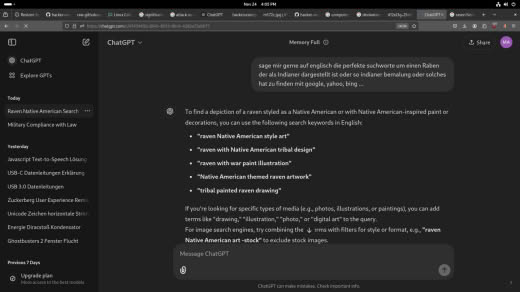 Nov 24 4:05 PM
ChatGPT
Memory Full
Share
MA
ChatGPT
Explore GPTs
Today
Raven Native American Search
Military Compliance with Law
Yesterday
Javascript Text-to-Speech Lösung
USB-C Datenleitungen Erklärung
USB 3.0 Datenleitungen
Zuckerberg User Experience Remo
Unicode Zeichen horizontale Strich
Energie Diracstoß Kondensator
Ghostbusters 2 Fenster Flucht
Previous 7 Days
Upgrade plan
More access to the best models
sage mir gerne auf englisch die perfekte suchworte um einen Raben
der als Indianer dargestellt ist oder so indianer bemalung oder solches
hat zu finden mit google, yahoo, bing ...
To find a depiction of a raven styled as a Native American or with Native American-inspired paint or
decorations, you can use the following search keywords in English:
• "raven Native American style art"
• "raven with Native American tribal design"
• "raven with war paint illustration"
• "Native American themed raven artwork"
• "tribal painted raven drawing"
If you're looking for specific types of media (e.g., photos, illustrations, or paintings), you can add
terms like "drawing," "illustration," "photo," or "digital art" to the query.
For image search engines, try combining the rms with filters for style or format, e.g., "raven
Native American art -stock" to exclude stock images.
Message ChatGPT
ChatGPT can make mistakes. Check important info.